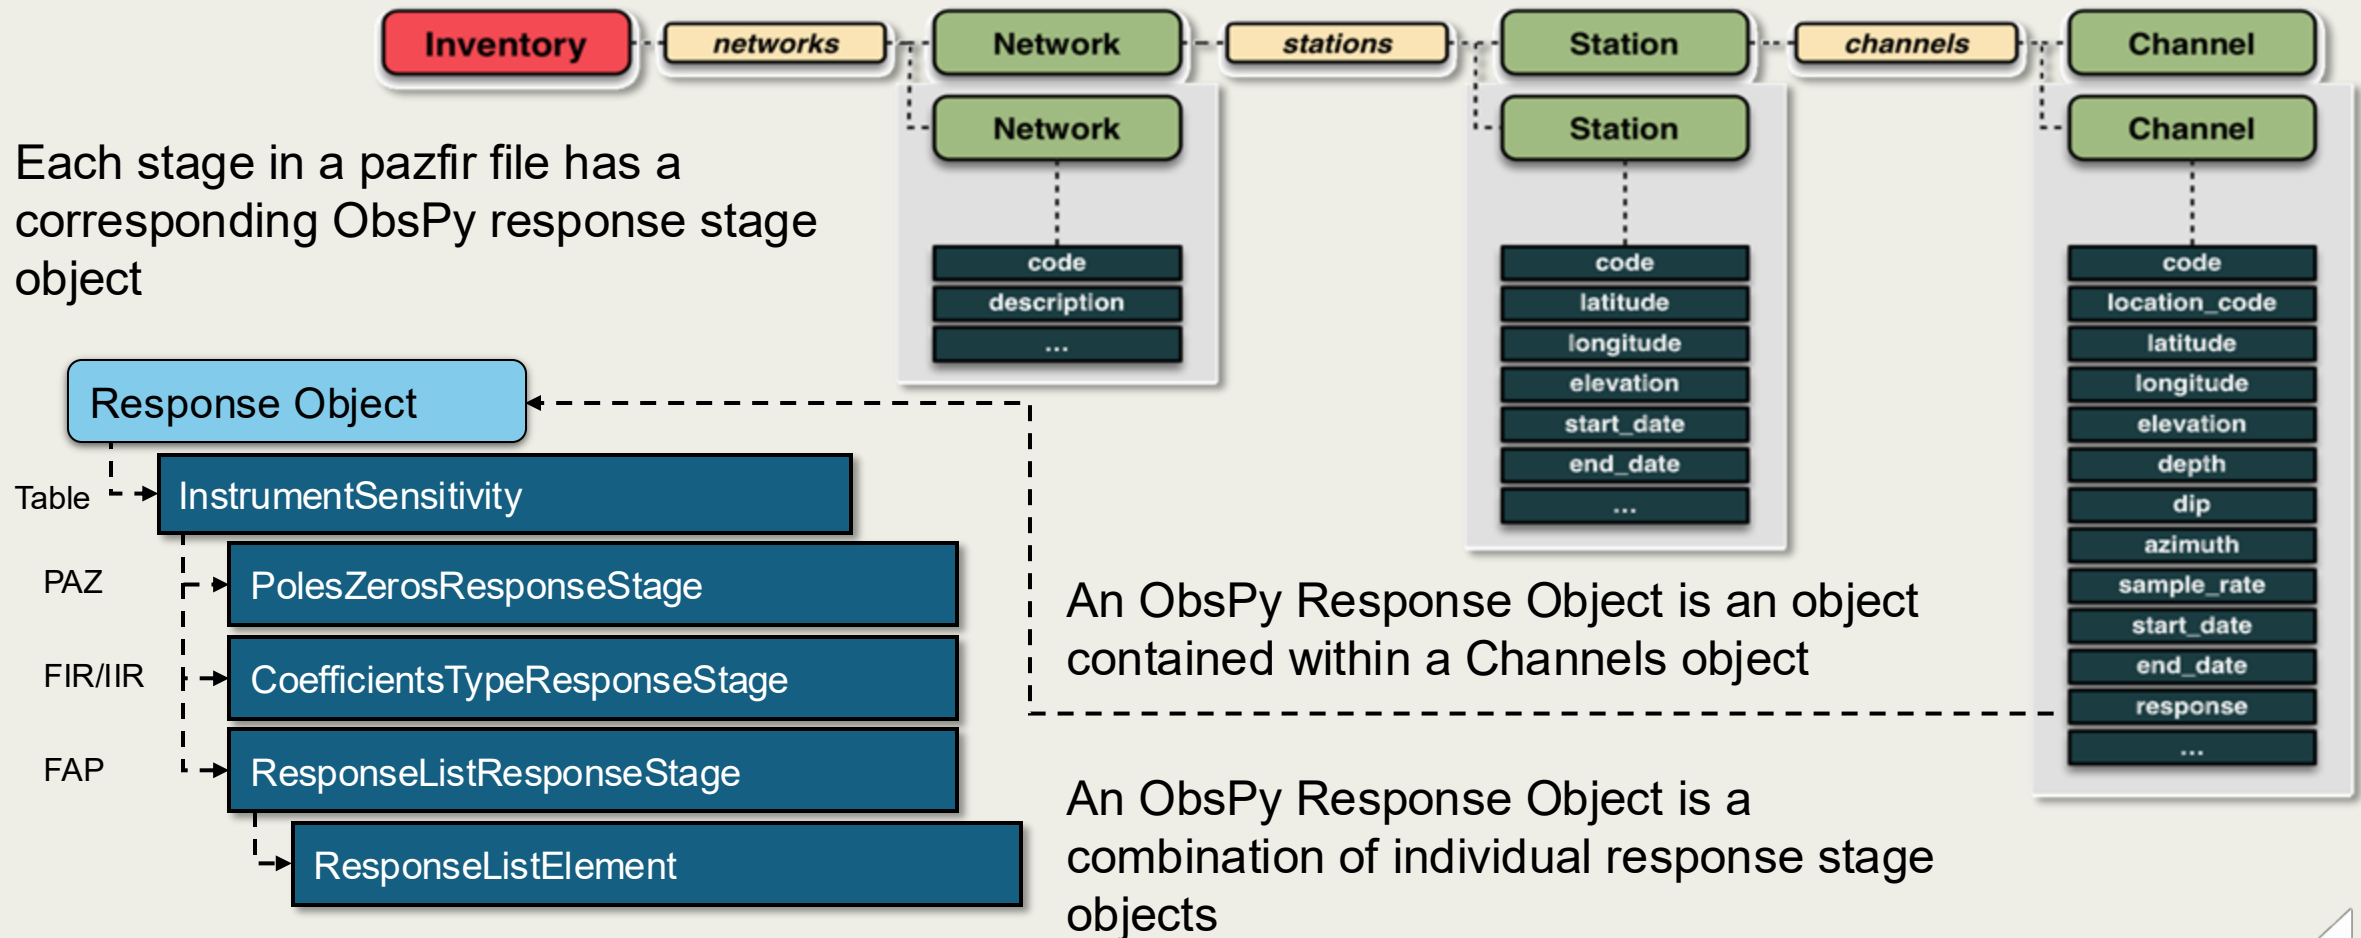 Inventory
networks
Network
stations
Station
channels
Channel
Network
Station
Channel
Each stage in a pazfir file has a
corresponding ObsPy response stage
object
code
description
...
code
latitude
longitude
elevation
start_date
end_date
...
code
location_code
latitude
longitude
elevation
depth
dip
azimuth
sample_rate
start_date
end_date
response
...
Response Object
Table
InstrumentSensitivity
PAZ
PolesZerosResponseStage
FIR/IIR
CoefficientsTypeResponseStage
FAP
ResponseListResponseStage
ResponseListElement
An ObsPy Response Object is an object
contained within a Channels object
An ObsPy Response Object is a
combination of individual response stage
objects